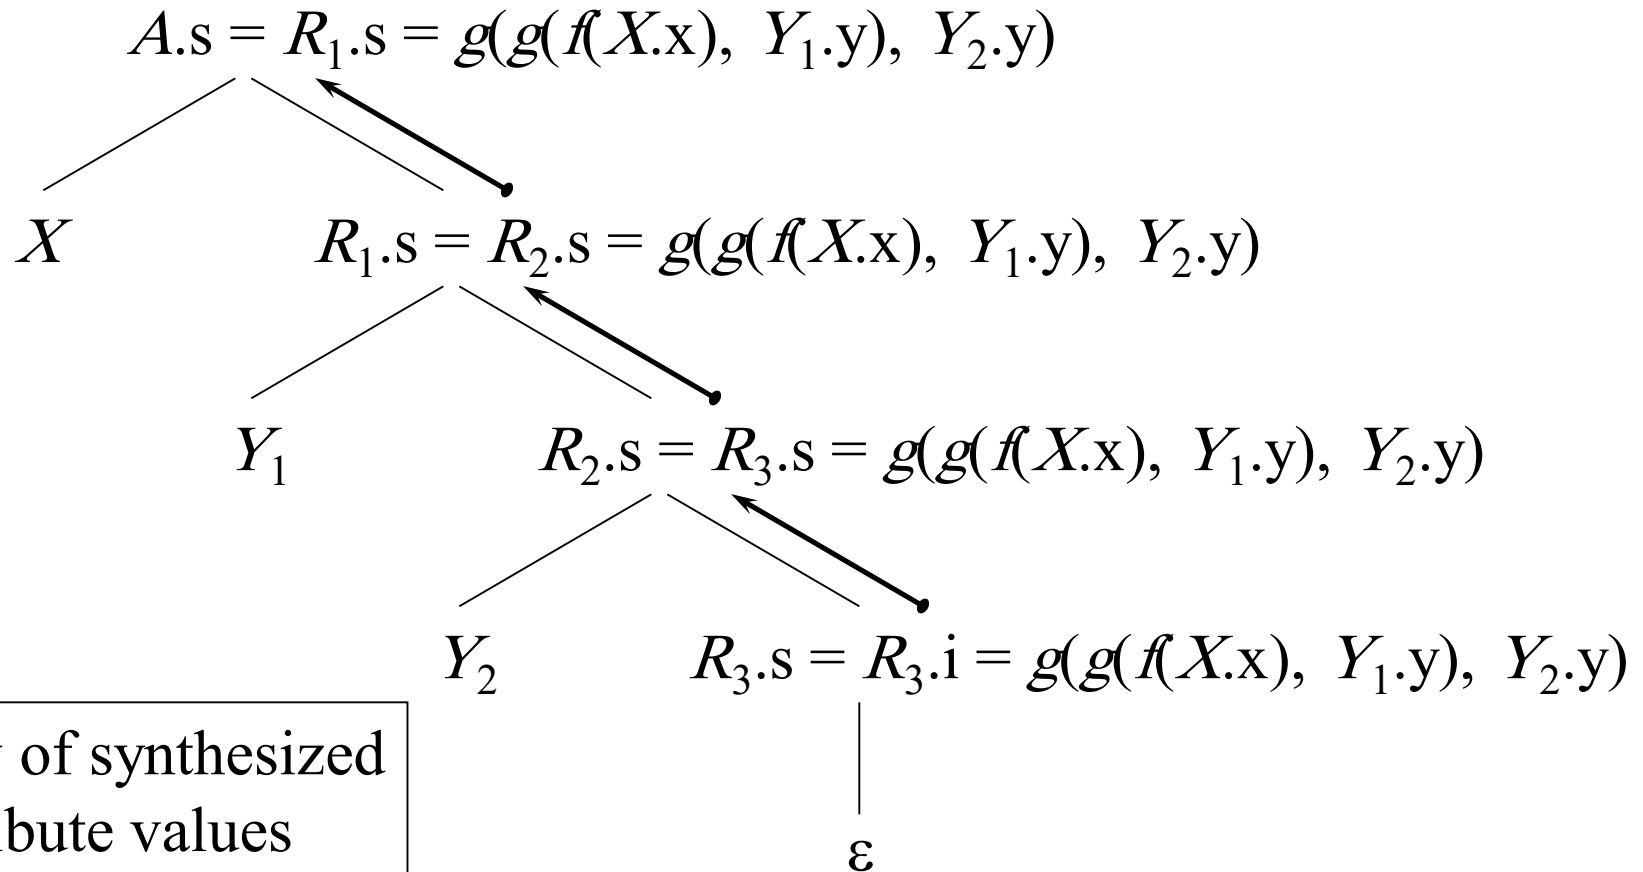 A.s = R₁.s = g(g(f(X.x), Y₁.y), Y₂.y)
X R₁.s = R₂.s = g(g(f(X.x), Y₁.y), Y₂.y)
Y₁ R₂.s = R₃.s = g(g(f(X.x), Y₁.y), Y₂.y)
Y₂ R₃.s = R₃.i = g(g(f(X.x), Y₁.y), Y₂.y)
of synthesized
values
ε